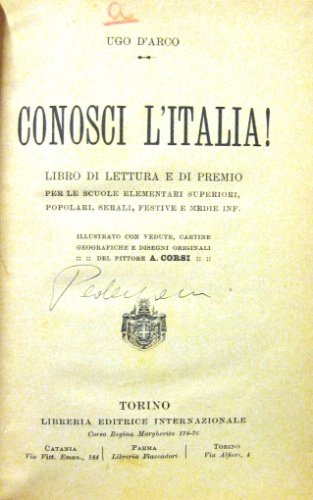 a
UGO D'ARCO
CONOSCI L'ITALIA!
LIBRO DI LETTURA E DI PREMIO
PER LE SCUOLE ELEMENTARI SUPERIORI,
POPOLARI, SERALI, FESTIVE E MEDIE INF.
ILLUSTRATO CON VEDUTE, CARTINE
GEOGRAFICHE E DISEGNI ORIGINALI
:: :: DEL PITTORE A. CORSI :: ::
TORINO
LIBRERIA EDITRICE INTERNAZIONALE
Corso Regina Margherita 174-76
CATANIA PARMA TORINO
Via Vitt. Eman., 144 Libreria Fiaccadori Via Alfieri, 4